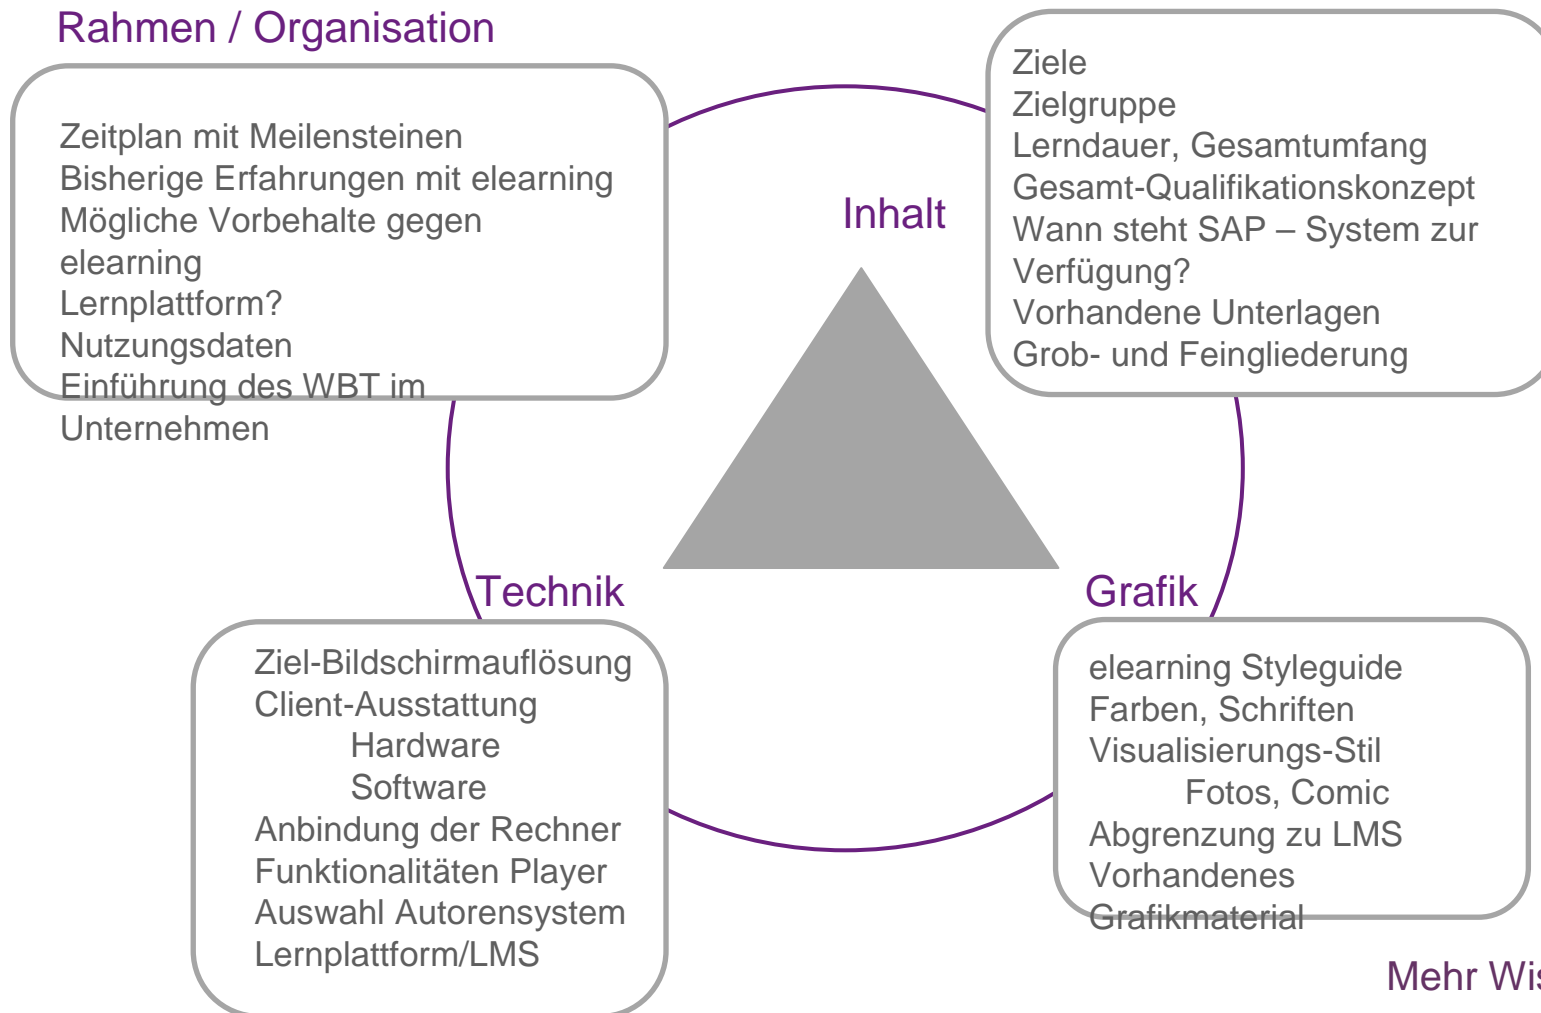 Rahmen / Organisation
Zeitplan mit Meilensteinen
Bisherige Erfahrungen mit elearning
Mögliche Vorbehalte gegen
elearning
Lernplattform?
Nutzungsdaten
Einführung des WBT im
Unternehmen
Inhalt
Ziele
Zielgruppe
Lerndauer, Gesamtumfang
Gesamt-Qualifikationskonzept
Wann steht SAP – System zur
Verfügung?
Vorhandene Unterlagen
Grob- und Feingliederung
Technik
Ziel-Bildschirmauflösung
Client-Ausstattung
Hardware
Software
Anbindung der Rechner
Funktionalitäten Player
Auswahl Autorensystem
Lernplattform/LMS
Grafik
elearning Styleguide
Farben, Schriften
Visualisierungs-Stil
Fotos, Comic
Abgrenzung zu LMS
Vorhandenes
Grafikmaterial
Mehr Wis